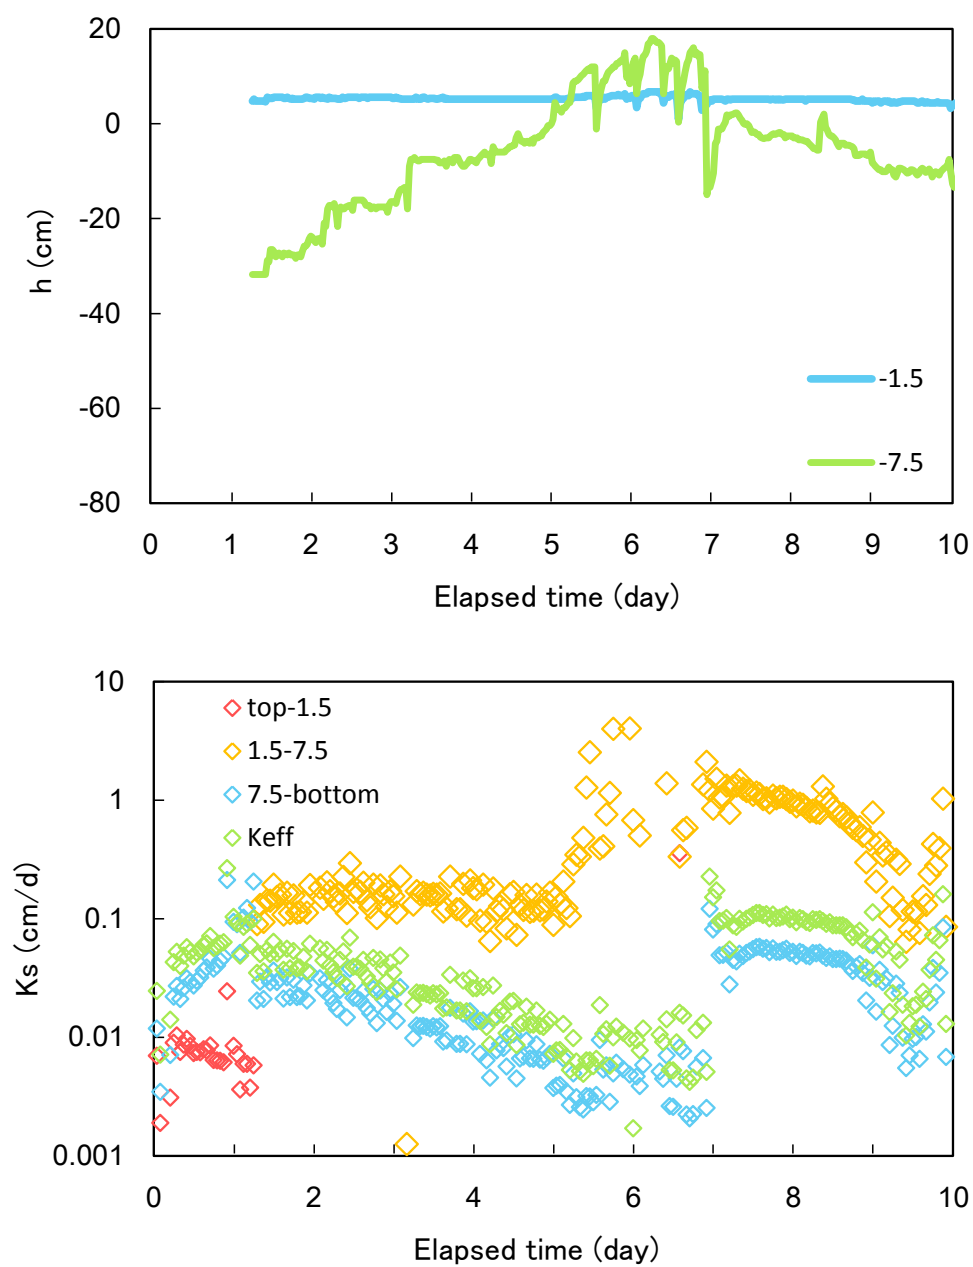 20
0
-20
-40
-60
-80
h (cm)
-1.5
-7.5
0 1 2 3 4 5 6 7 8 9 10
Elapsed time (day)
10
1
0.1
0.01
0.001
Ks (cm/d)
top-1.5
1.5-7.5
7.5-bottom
Keff
0 2 4 6 8 10
Elapsed time (day)